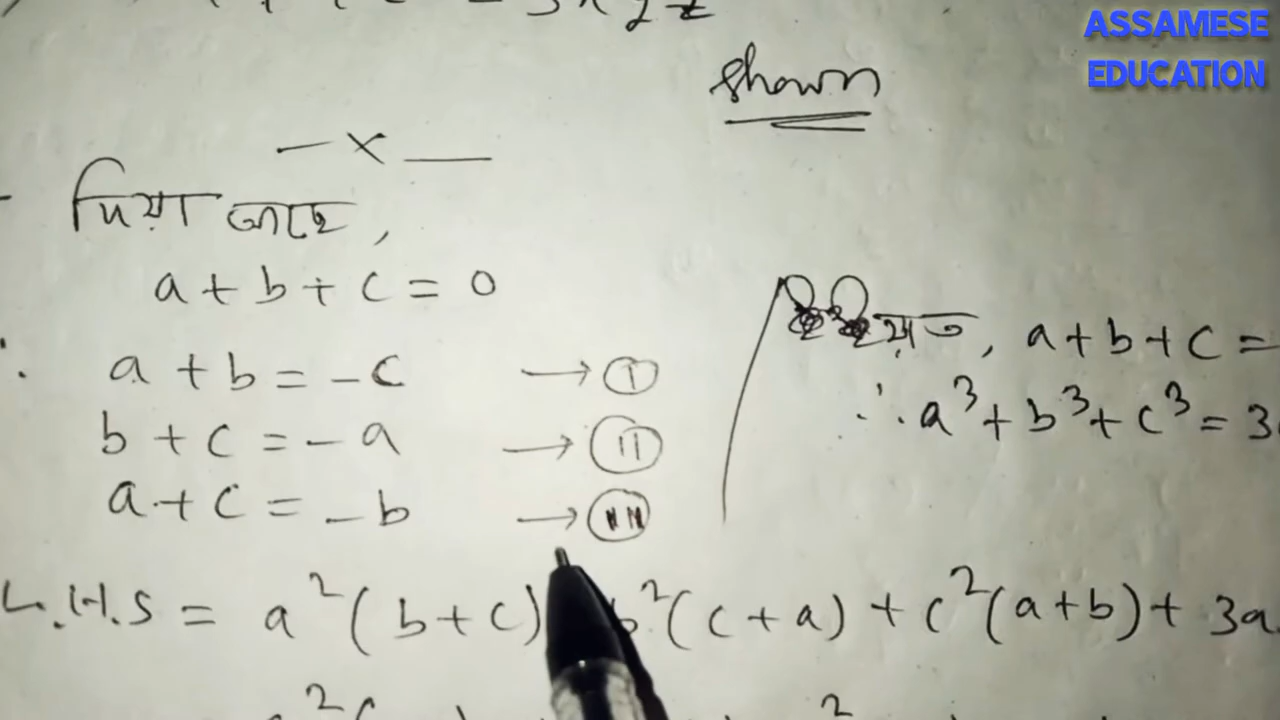 ASSAMESE
EDUCATION
shown
— x —
দিয়া আছে,
a + b + c = 0
∴ a + b = -c → (I)
b + c = -a → (II)
a + c = -b → (III)
a + b + c =
∴ a³ + b³ + c³ = 3
L.H.S = a²(b+c) b²(c+a) + c²(a+b) + 3a